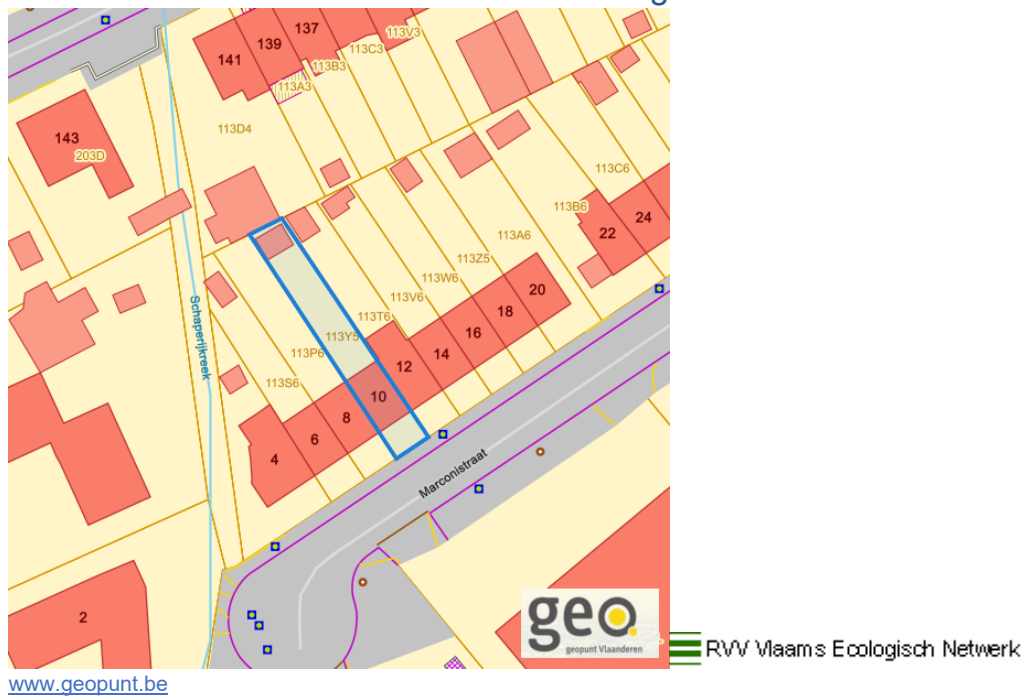 137
139
141
113V3
113C3
113B3
113A3
113D4
143
203D
113C6
113B6
24
22
113A6
113Z5
113W6
20
113V6
18
113T6
16
113Y5
14
113P6
12
113S6
10
8
6
4
Schaperijkreek
Marconistraat
2
geo.
geopunt Vlaanderen
RVV Vlaams Ecologisch Netwerk
www.geopunt.be